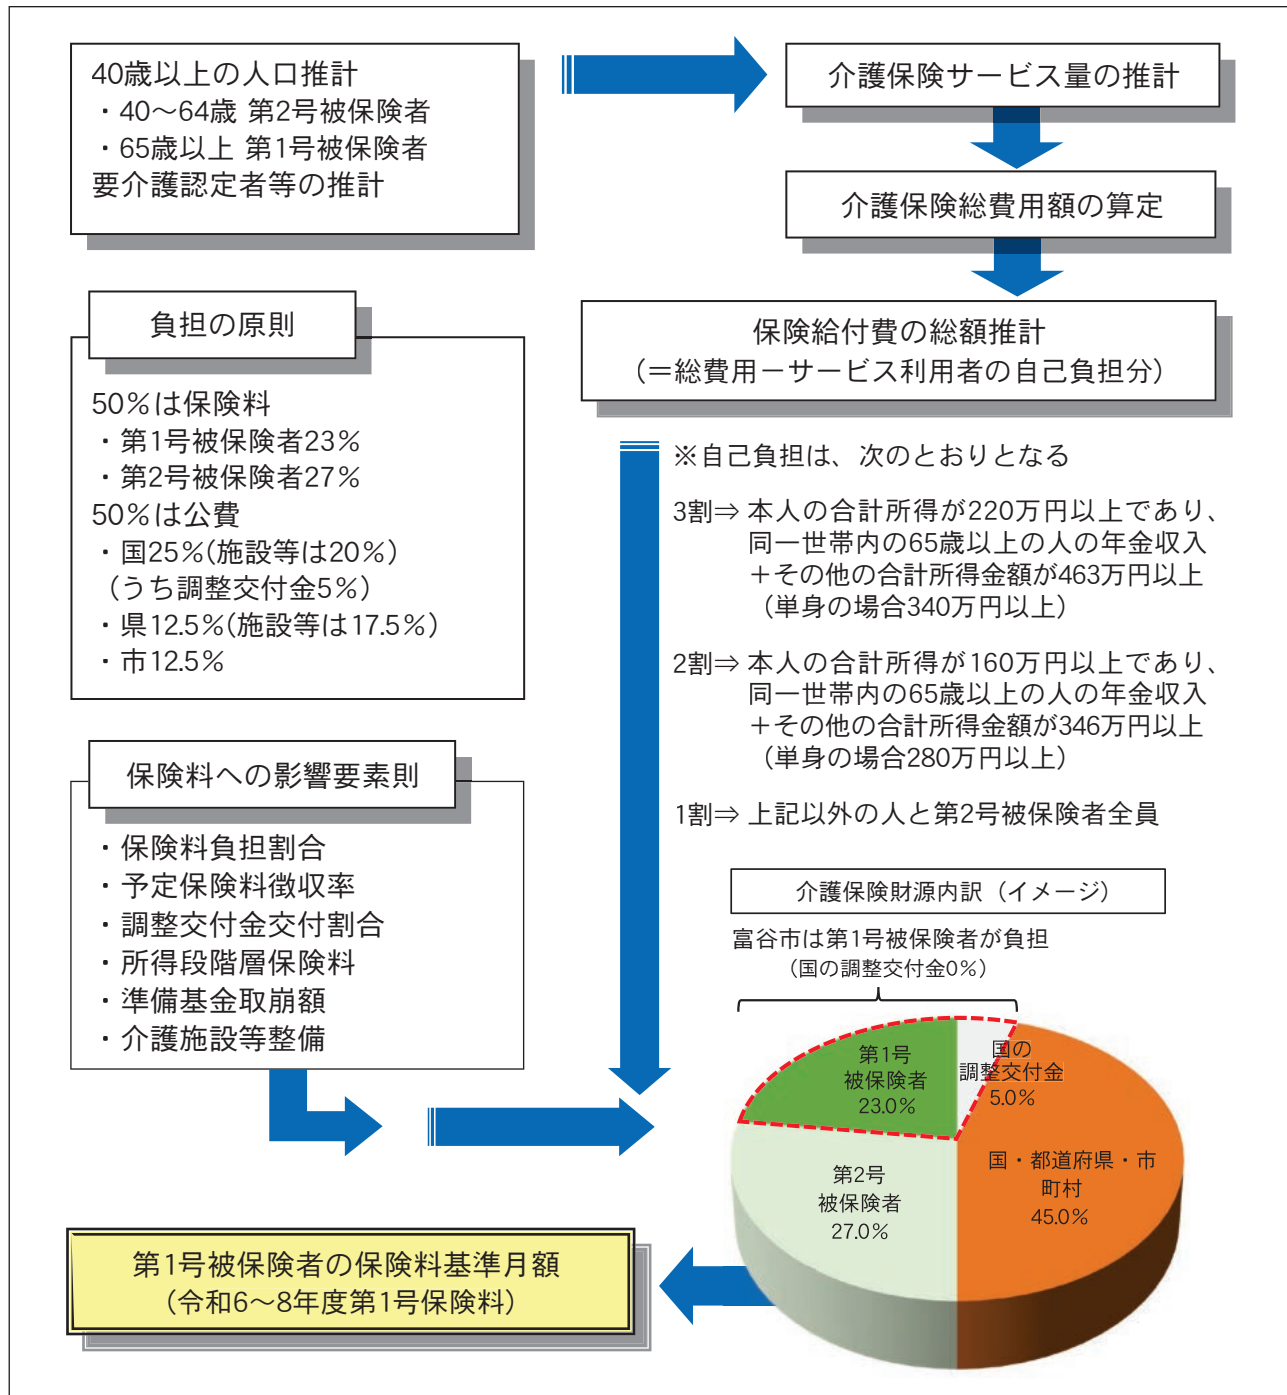 40歳以上の人口推計
・40～64歳 第2号被保険者
・65歳以上 第1号被保険者
要介護認定者等の推計
介護保険サービス量の推計
介護保険総費用額の算定
保険給付費の総額推計
（＝総費用－サービス利用者の自己負担分）
負担の原則
50％は保険料
・第1号被保険者23％
・第2号被保険者27％
50％は公費
・国25％(施設等は20％)
（うち調整交付金5％）
・県12.5％(施設等は17.5％)
・市12.5％
※自己負担は、次のとおりとなる
3割⇒ 本人の合計所得が220万円以上であり、
同一世帯内の65歳以上の人の年金収入
＋その他の合計所得金額が463万円以上
（単身の場合340万円以上）
2割⇒ 本人の合計所得が160万円以上であり、
同一世帯内の65歳以上の人の年金収入
＋その他の合計所得金額が346万円以上
（単身の場合280万円以上）
1割⇒ 上記以外の人と第2号被保険者全員
保険料への影響要素則
・保険料負担割合
・予定保険料徴収率
・調整交付金交付割合
・所得段階層保険料
・準備基金取崩額
・介護施設等整備
介護保険財源内訳（イメージ）
富谷市は第1号被保険者が負担
（国の調整交付金0％）
第1号
被保険者
23.0％
国の
調整交付金
5.0％
第2号
被保険者
27.0％
国・都道府県・市
町村
45.0％
第1号被保険者の保険料基準月額
（令和6～8年度第1号保険料）